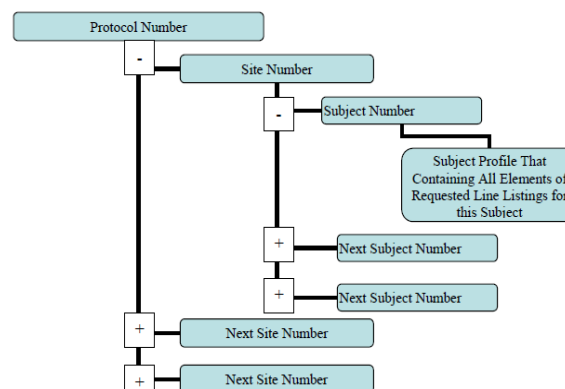 Protocol Number
-
Site Number
-
Subject Number
Subject Profile That
Containing All Elements of
Requested Line Listings for
this Subject
+
Next Subject Number
+
Next Subject Number
+
Next Site Number
+
Next Site Number